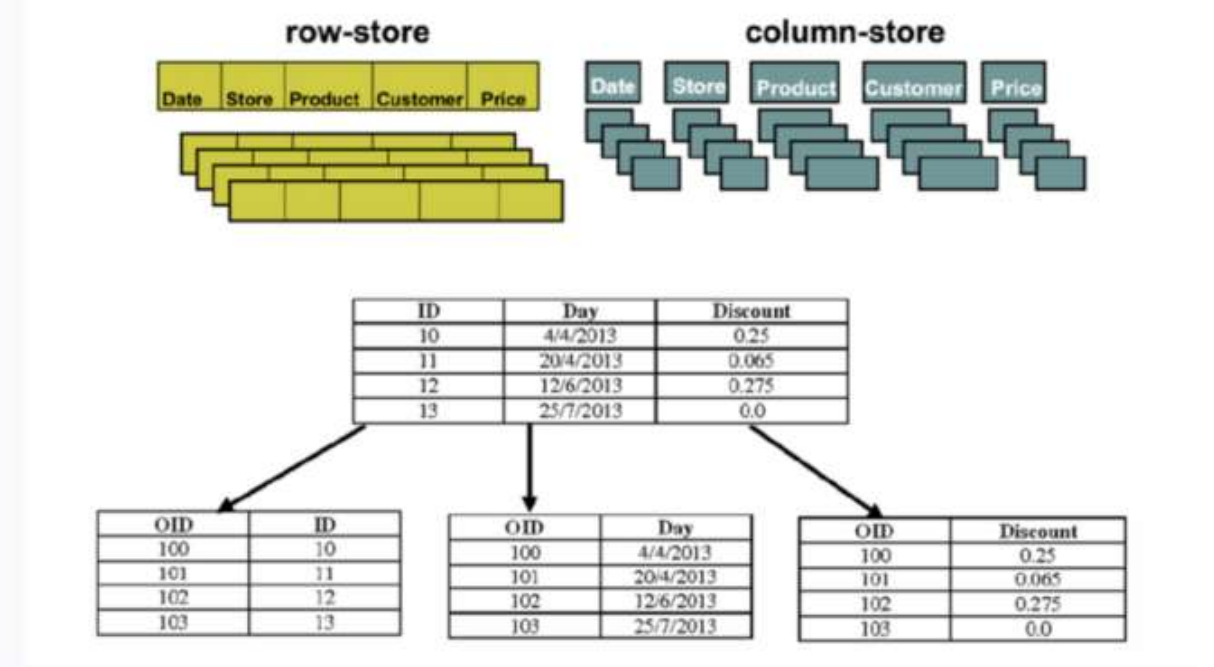 row-store column-store
Date Store Product Customer Price Date Store Product Customer Price
ID Day Discount
10 4/4/2013 0.25
11 20/4/2013 0.065
12 12/6/2013 0.275
13 25/7/2013 0.0
OID ID
100 10
101 11
102 12
103 13
OID Day
100 4/4/2013
101 20/4/2013
102 12/6/2013
103 25/7/2013
OID Discount
100 0.25
101 0.065
102 0.275
103 0.0